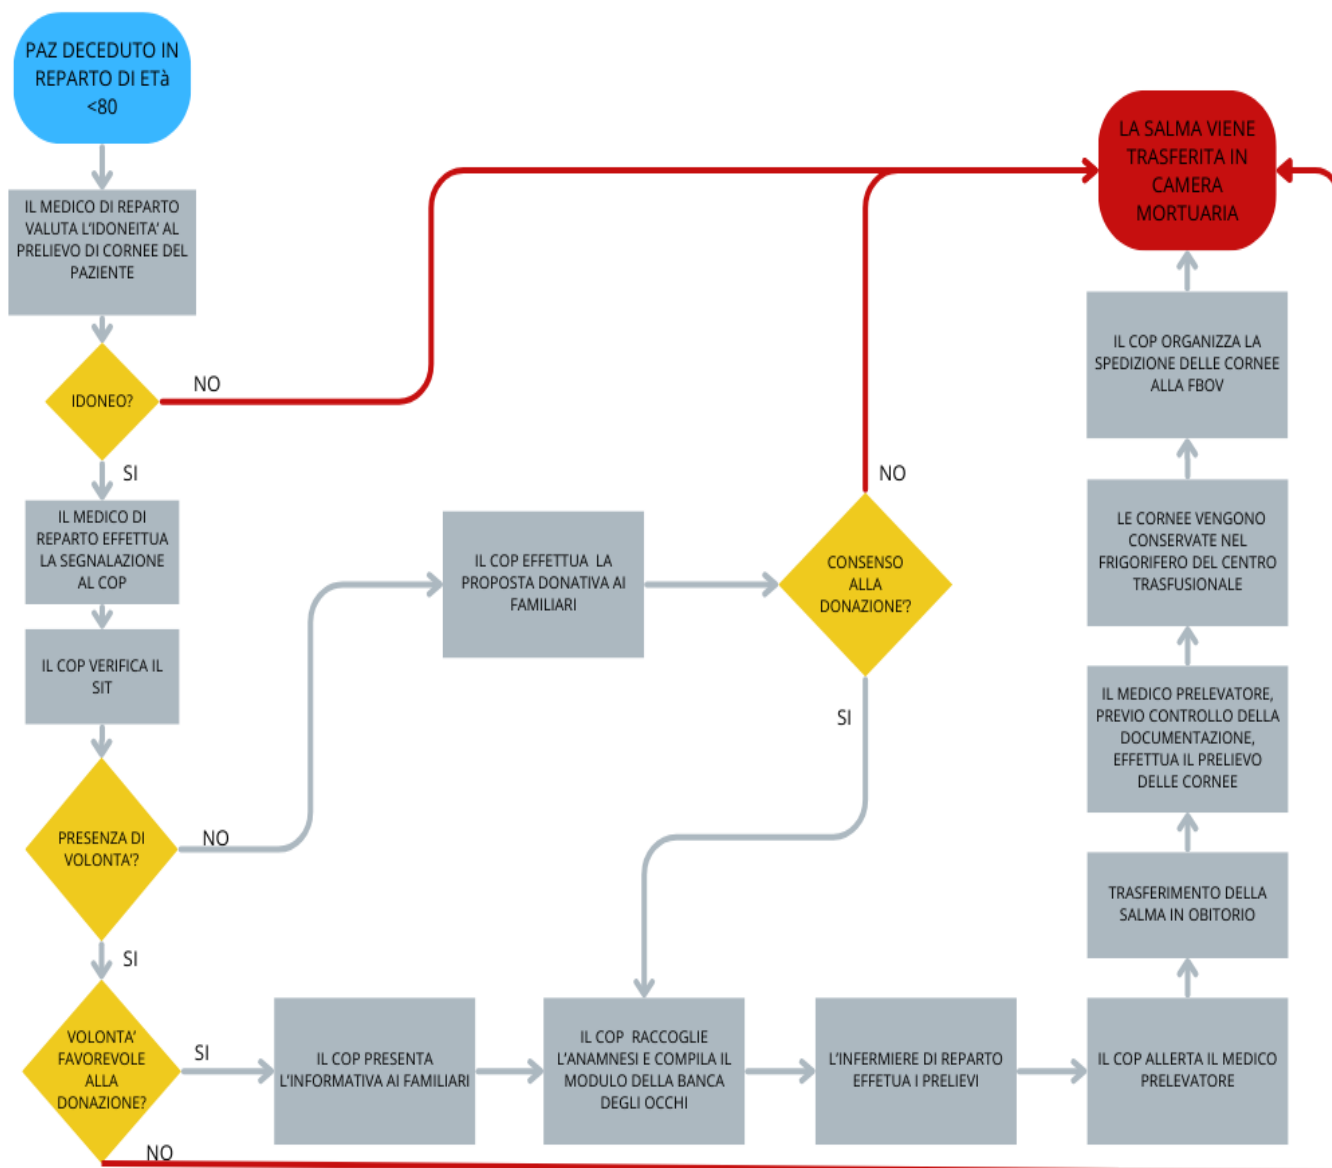 PAZ DECEDUTO IN
REPARTO DI ETà
<80
IL MEDICO DI REPARTO
VALUTA L'IDONEITA' AL
PRELIEVO DI CORNEE DEL
PAZIENTE
IDONEO?
NO
SI
IL MEDICO DI
REPARTO EFFETTUA
LA SEGNALAZIONE
AL COP
IL COP VERIFICA IL
SIT
PRESENZA DI
VOLONTA'?
NO
SI
VOLONTA'
FAVOREVOLE
ALLA
DONAZIONE?
SI
NO
IL COP EFFETTUA LA
PROPOSTA DONATIVA AI
FAMILIARI
CONSENSO
ALLA
DONAZIONE'?
NO
SI
IL COP PRESENTA
L'INFORMATIVA AI FAMILIARI
IL COP RACCOGLIE
L'ANAMNESI E COMPILA IL
MODULO DELLA BANCA
DEGLI OCCHI
L'INFERMIERE DI REPARTO
EFFETUA I PRELIEVI
IL COP ALLERTA IL MEDICO
PRELEVATORE
TRASFERIMENTO DELLA
SALMA IN OBITORIO
IL MEDICO PRELEVATORE,
PREVIO CONTROLLO DELLA
DOCUMENTAZIONE,
EFFETTUA IL PRELIEVO
DELLE CORNEE
LE CORNEE VENGONO
CONSERVATE NEL
FRIGORIFERO DEL CENTRO
TRASFUSIONALE
IL COP ORGANIZZA LA
SPEDIZIONE DELLE CORNEE
ALLA FBOV
LA SALMA VIENE
TRASFERITA IN
CAMERA
MORTUARIA